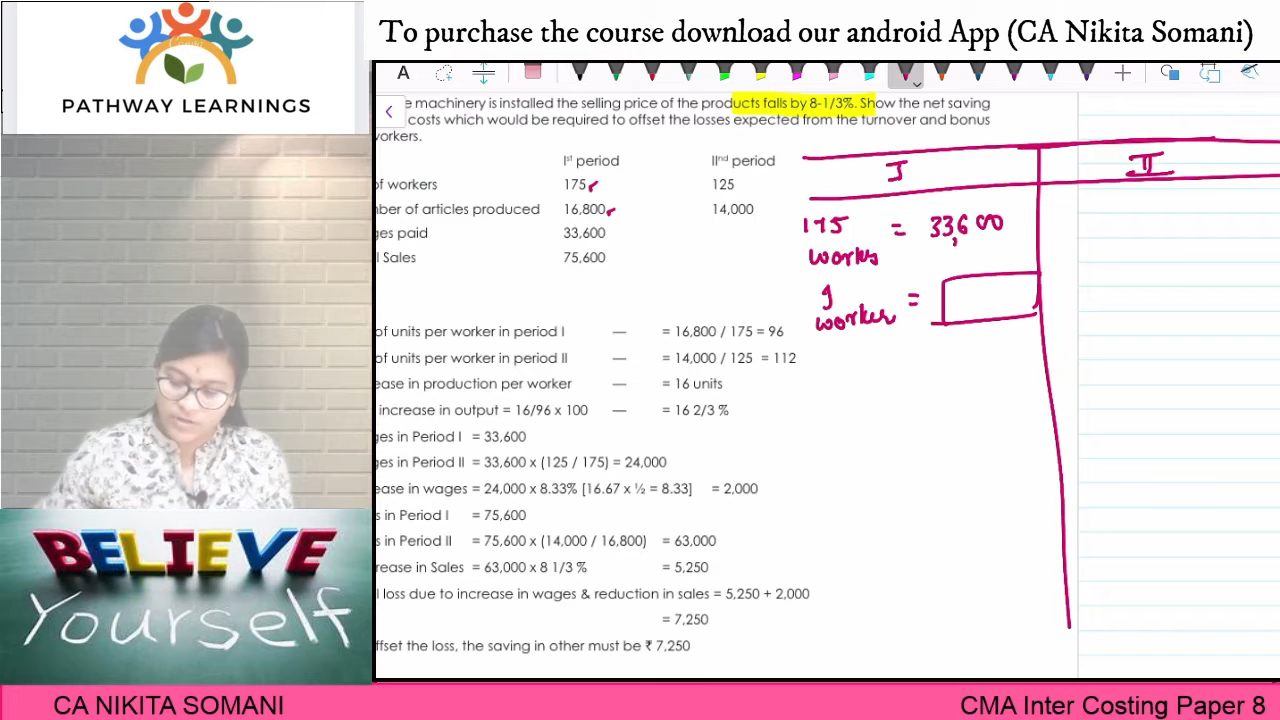 To purchase the course download our android App (CA Nikita Somani)
PATHWAY LEARNINGS
A
e machinery is installed the selling price of the products falls by 8-1/3%. Show the net saving
costs which would be required to offset the losses expected from the turnover and bonus
workers.
Ist period IInd period
of workers 175 125
mber of articles produced 16,800 14,000
ges paid 33,600
l Sales 75,600
I II
175 workers = 33,600
1 worker =
of units per worker in period I — = 16,800 / 175 = 96
of units per worker in period II — = 14,000 / 125 = 112
ease in production per worker — = 16 units
increase in output = 16/96 x 100 — = 16 2/3 %
ges in Period I = 33,600
ges in Period II = 33,600 x (125 / 175) = 24,000
ease in wages = 24,000 x 8.33% [16.67 x ½ = 8.33] = 2,000
s in Period I = 75,600
s in Period II = 75,600 x (14,000 / 16,800) = 63,000
rease in Sales = 63,000 x 8 1/3 % = 5,250
l loss due to increase in wages & reduction in sales = 5,250 + 2,000
= 7,250
ffset the loss, the saving in other must be ₹ 7,250
BELIEVE
Yourself
CA NIKITA SOMANI
CMA Inter Costing Paper 8